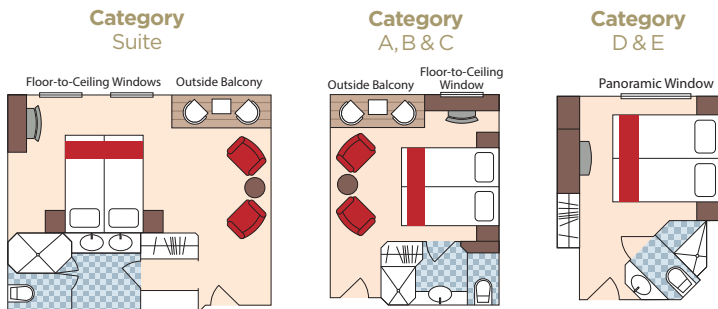 Category
Suite
Floor-to-Ceiling Windows
Outside Balcony
Category
A, B & C
Outside Balcony
Floor-to-Ceiling
Window
Category
D & E
Panoramic Window